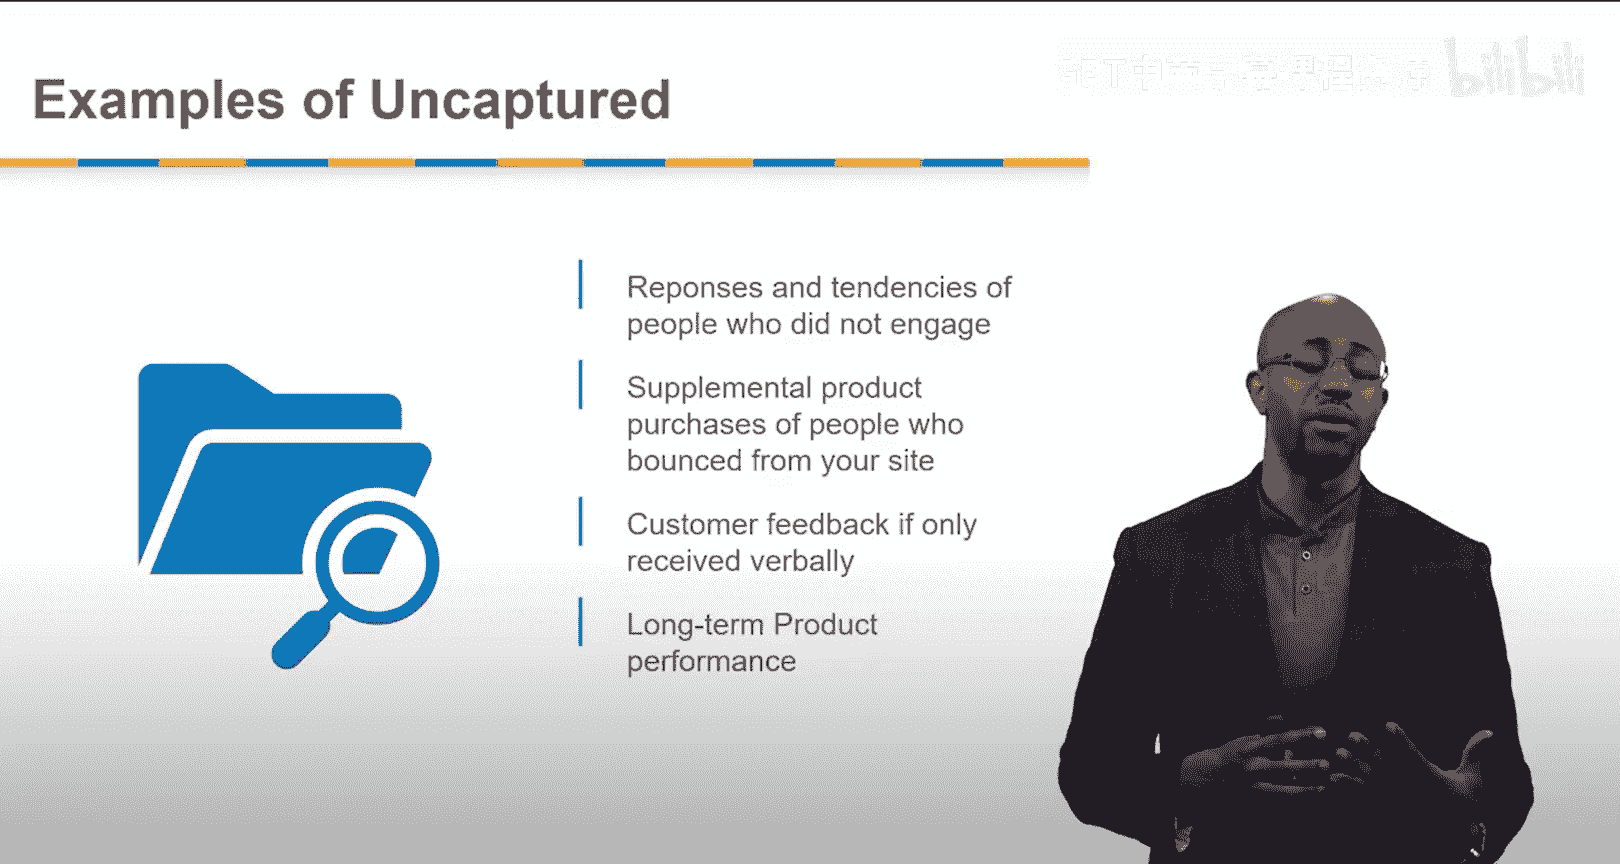 Examples of Uncaptured
bilibili
Reponses and tendencies of
people who did not engage
Supplemental product
purchases of people who
bounced from your site
Customer feedback if only
received verbally
Long-term Product
performance